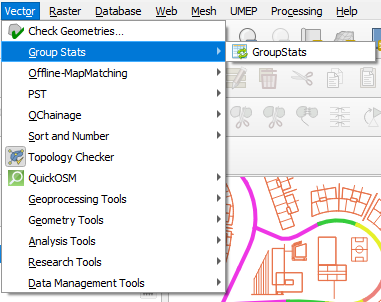 Vector Raster Database Web Mesh UMEP Processing Help
Check Geometries...
Group Stats
GroupStats
Offline-MapMatching
PST
QChainage
Sort and Number
Topology Checker
QuickOSM
Geoprocessing Tools
Geometry Tools
Analysis Tools
Research Tools
Data Management Tools